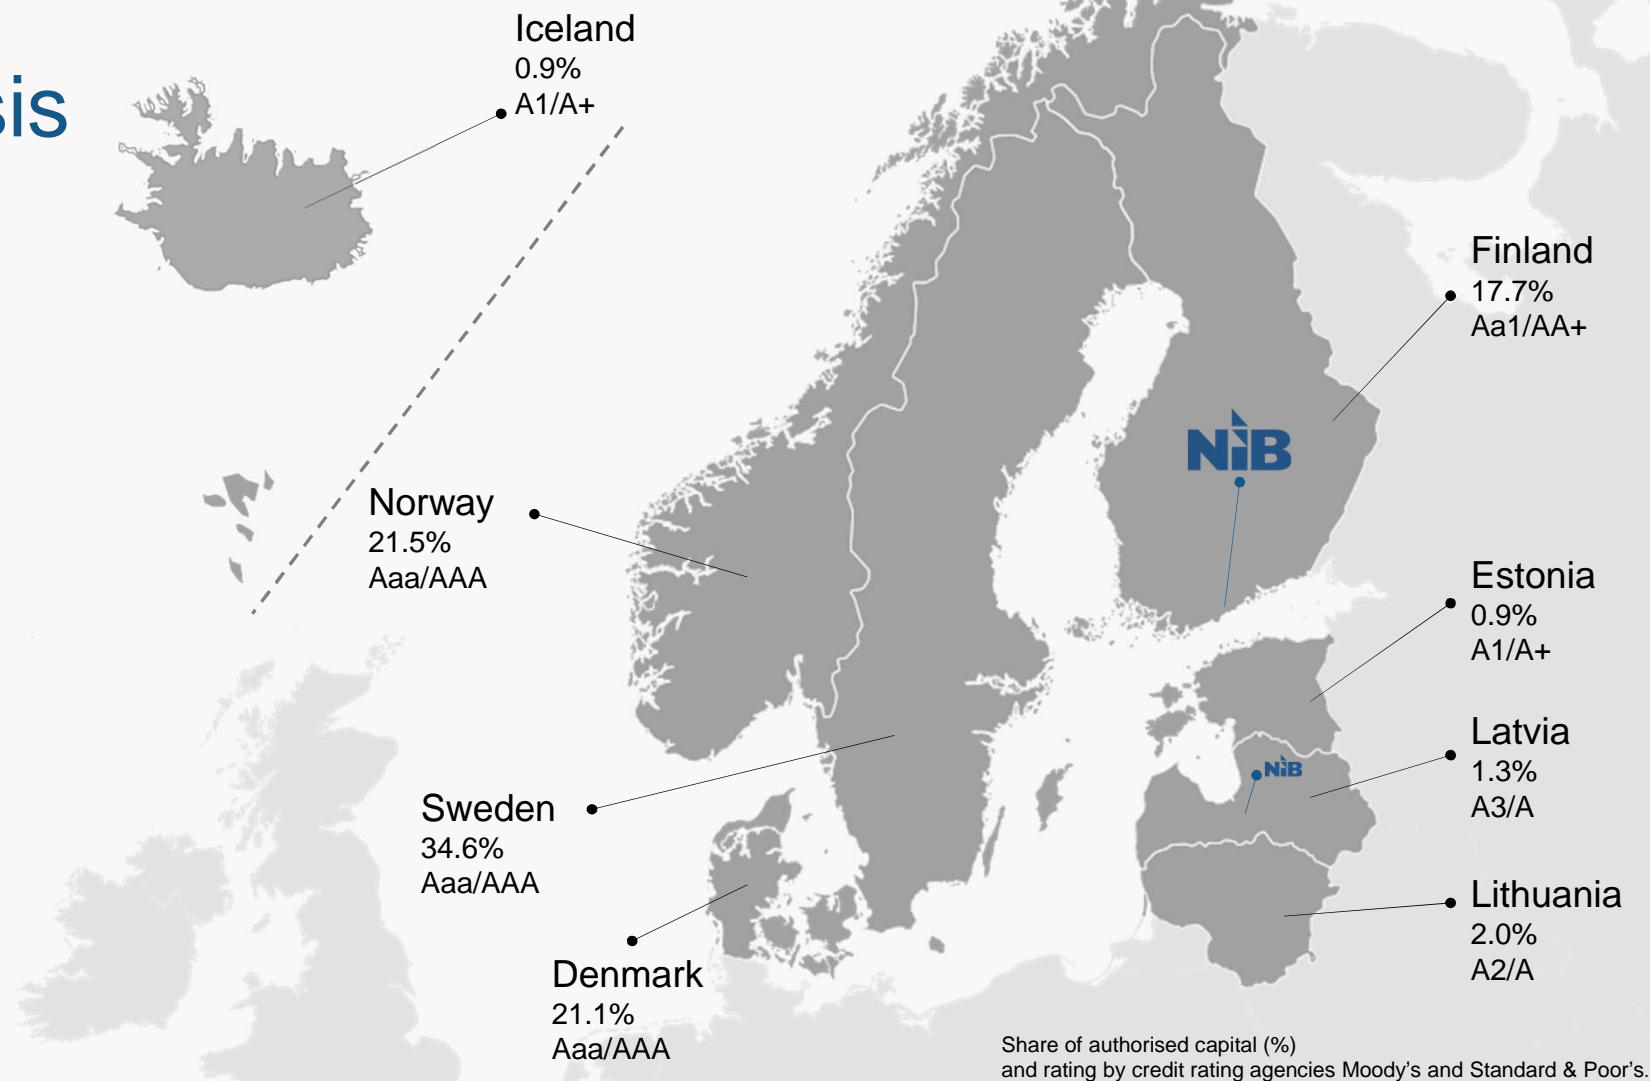 sis
Iceland
0.9%
A1/A+
Finland
17.7%
Aa1/AA+
NIB
Norway
21.5%
Aaa/AAA
Estonia
0.9%
A1/A+
Latvia
1.3%
A3/A
NIB
Sweden
34.6%
Aaa/AAA
Lithuania
2.0%
A2/A
Denmark
21.1%
Aaa/AAA
Share of authorised capital (%)
and rating by credit rating agencies Moody's and Standard & Poor's.